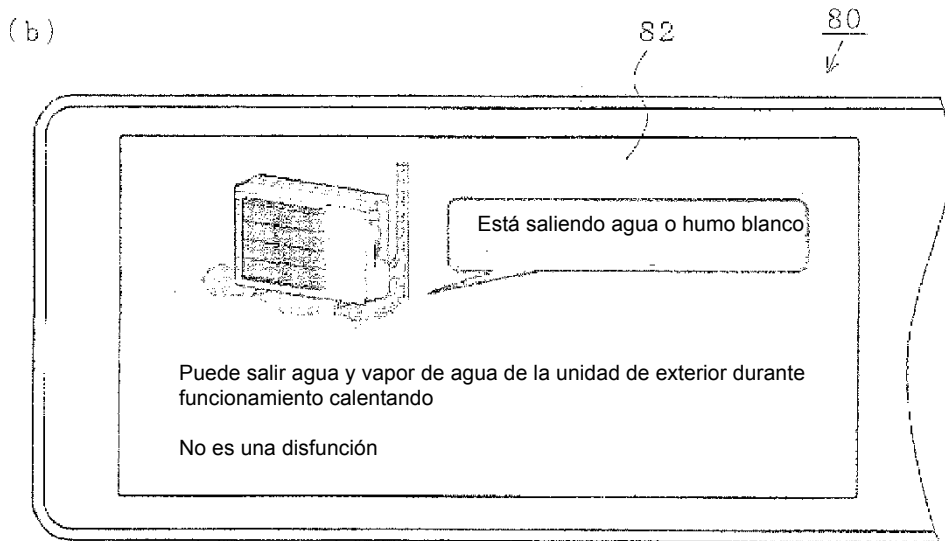 (b)
82
80
Está saliendo agua o humo blanco
Puede salir agua y vapor de agua de la unidad de exterior durante
funcionamiento calentando
No es una disfunción